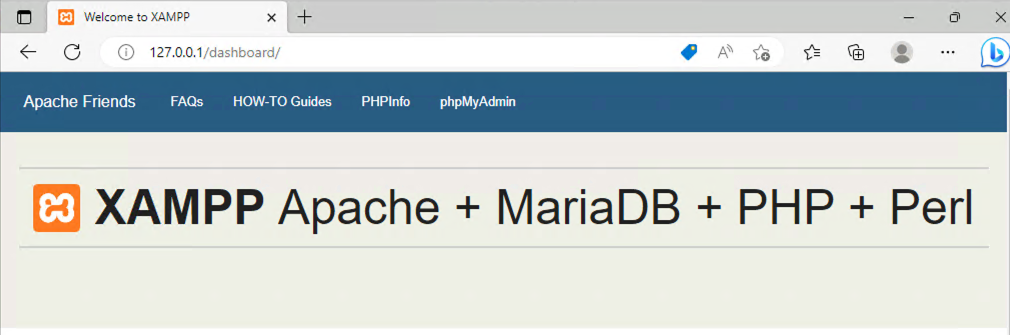 Welcome to XAMPP
127.0.0.1/dashboard/
Apache Friends FAQs HOW-TO Guides PHPInfo phpMyAdmin
XAMPP Apache + MariaDB + PHP + Perl